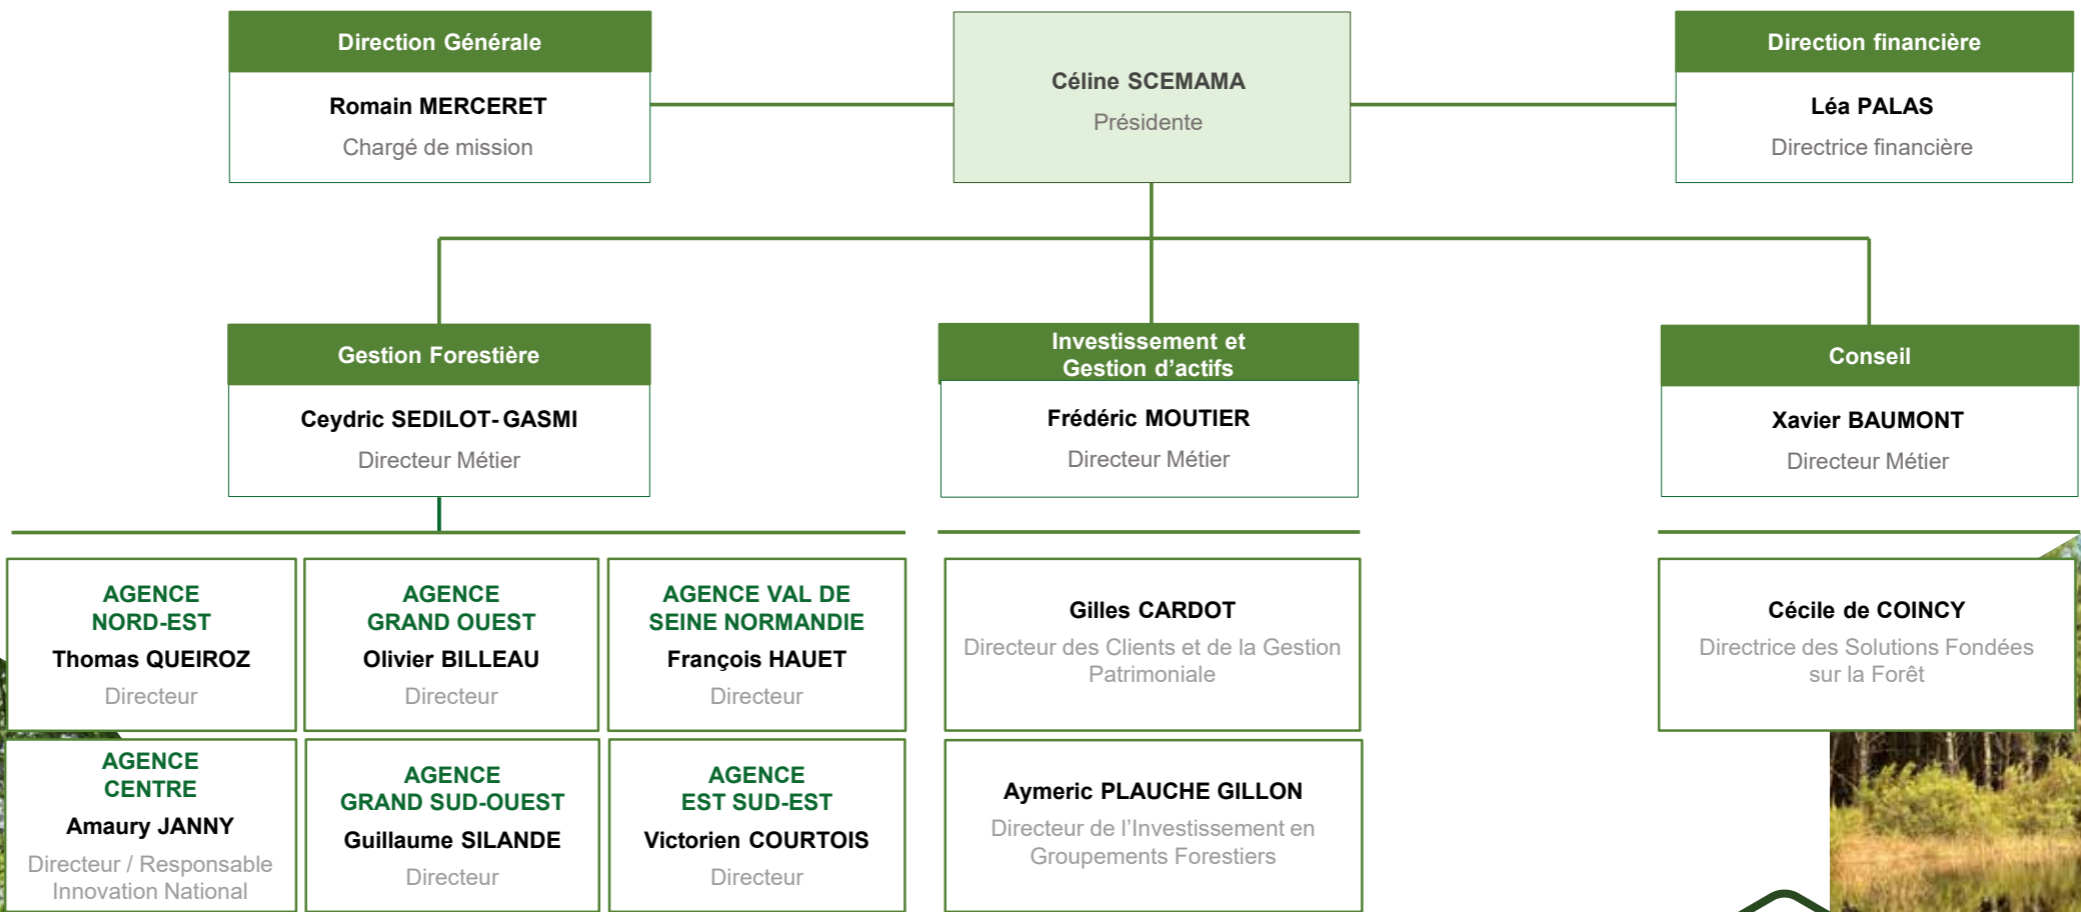 Direction Générale
Romain MERCERET
Chargé de mission
Céline SCEMAMA
Présidente
Direction financière
Léa PALAS
Directrice financière
Gestion Forestière
Ceydric SEDILOT-GASMI
Directeur Métier
Investissement et
Gestion d’actifs
Frédéric MOUTIER
Directeur Métier
Conseil
Xavier BAUMONT
Directeur Métier
AGENCE
NORD-EST
Thomas QUEIROZ
Directeur
AGENCE
GRAND OUEST
Olivier BILLEAU
Directeur
AGENCE VAL DE
SEINE NORMANDIE
François HAUET
Directeur
Gilles CARDOT
Directeur des Clients et de la Gestion
Patrimoniale
Cécile de COINCY
Directrice des Solutions Fondées
sur la Forêt
AGENCE
CENTRE
Amaury JANNY
Directeur / Responsable
Innovation National
AGENCE
GRAND SUD-OUEST
Guillaume SILANDE
Directeur
AGENCE
EST SUD-EST
Victorien COURTOIS
Directeur
Aymeric PLAUCHE GILLON
Directeur de l’Investissement en
Groupements Forestiers